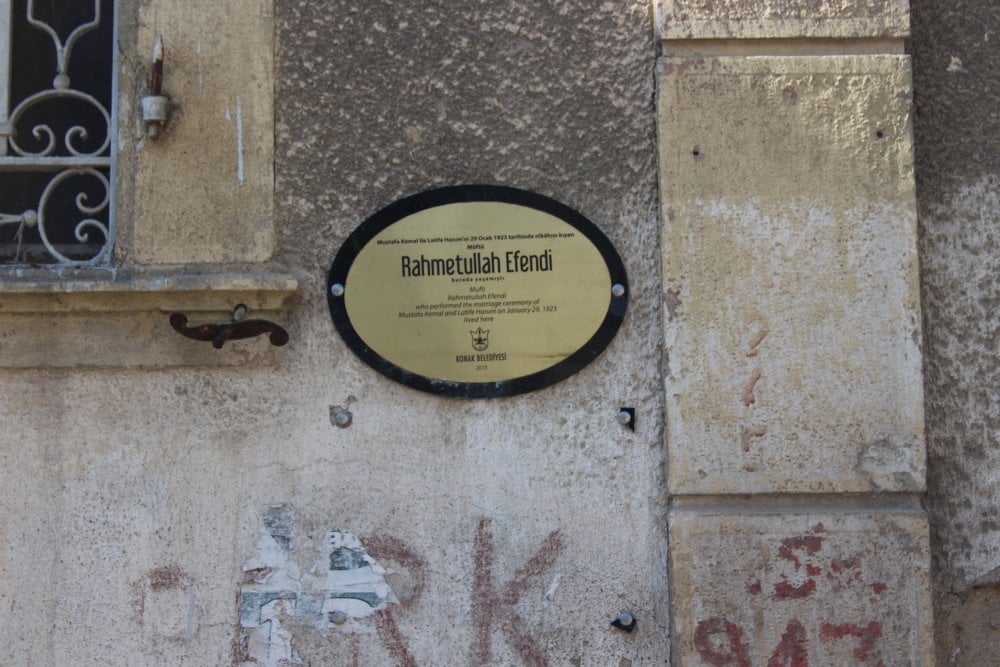 Mustafa Kemal ile Latife Hanım'ın 29 Ocak 1923 tarihinde nikâhını kıyan
Müftü
Rahmetullah Efendi
burada yaşamıştı
Mufti
Rahmetullah Efendi
who performed the marriage ceremony of
Mustafa Kemal and Latife Hanım on January 29, 1923
lived here
KONAK BELEDİYESİ
2015
RK